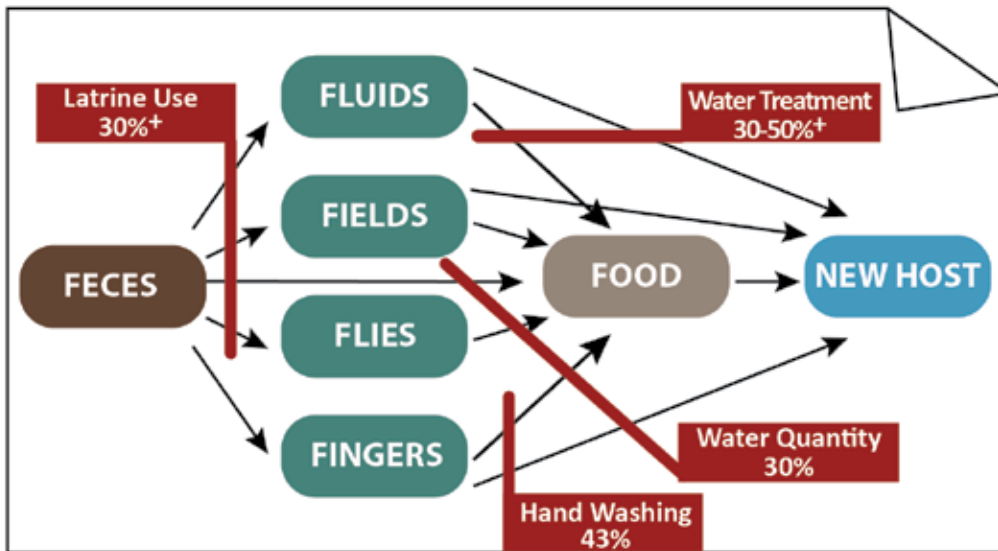 FLUIDS
Latrine Use
30%+
Water Treatment
30-50%+
FIELDS
FECES
FOOD
NEW HOST
FLIES
FINGERS
Water Quantity
30%
Hand Washing
43%